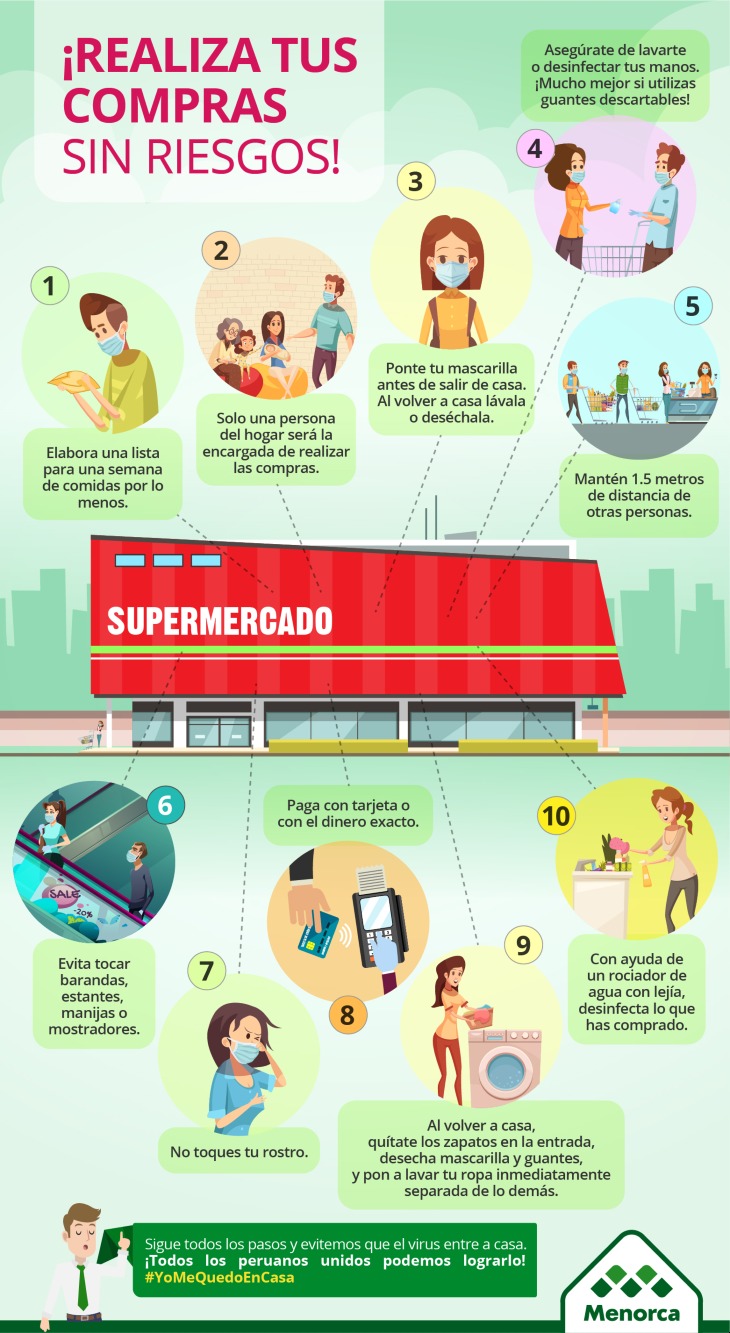 ¡REALIZA TUS
COMPRAS
SIN RIESGOS!
1
Elabora una lista
para una semana
de comidas por lo
menos.
2
Solo una persona
del hogar será la
encargada de realizar
las compras.
3
Ponte tu mascarilla
antes de salir de casa.
Al volver a casa lávala
o deséchala.
Asegúrate de lavarte
o desinfectar tus manos.
¡Mucho mejor si utilizas
guantes descartables!
4
5
Mantén 1.5 metros
de distancia de
otras personas.
SUPERMERCADO
6
SALE
-20%
Evita tocar
barandas,
estantes,
manijas o
mostradores.
7
No toques tu rostro.
Paga con tarjeta o
con el dinero exacto.
8
9
Al volver a casa,
quítate los zapatos en la entrada,
desecha mascarilla y guantes,
y pon a lavar tu ropa inmediatamente
separada de lo demás.
10
Con ayuda de
un rociador de
agua con lejía,
desinfecta lo que
has comprado.
Sigue todos los pasos y evitemos que el virus entre a casa.
¡Todos los peruanos unidos podemos lograrlo!
#YoMeQuedoEnCasa
Menorca